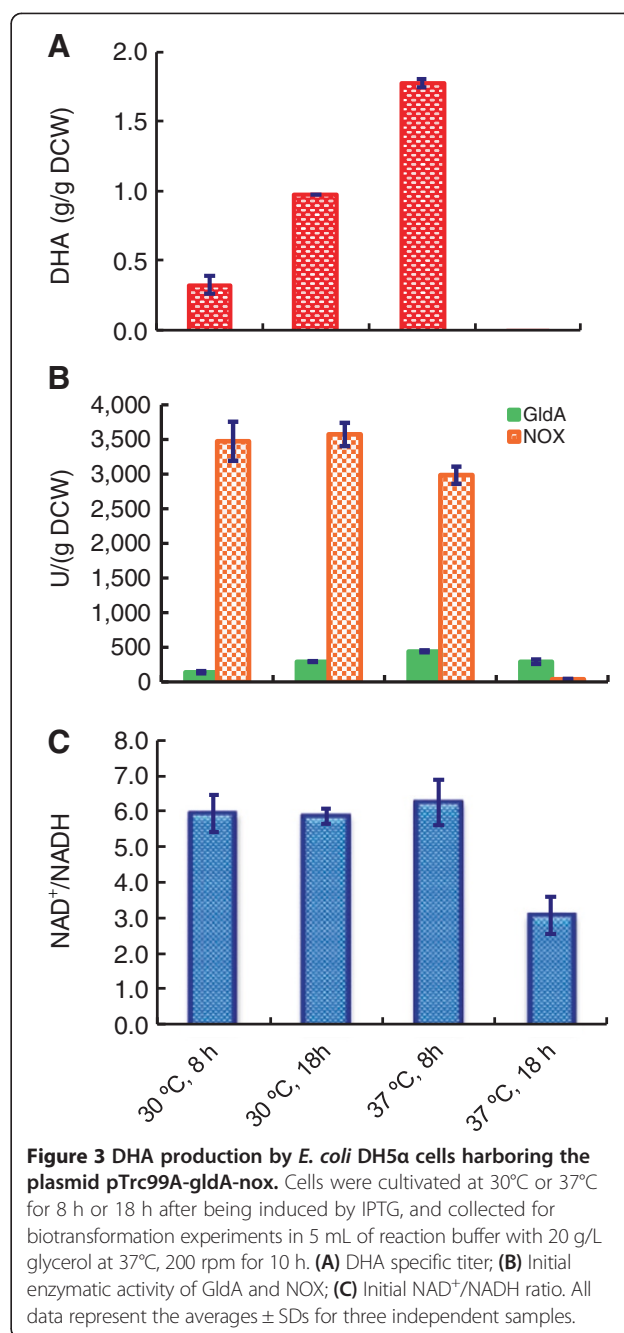 A
2.0
1.5
1.0
0.5
0.0
DHA (g/g DCW)
B
4,000
3,500
3,000
2,500
2,000
1,500
1,000
500
0
U/(g DCW)
GldA
NOX
C
8.0
7.0
6.0
5.0
4.0
3.0
2.0
1.0
0.0
NAD⁺/NADH
30 ºC, 8 h
30 ºC, 18h
37 ºC, 8h
37 ºC, 18 h
Figure 3 DHA production by E. coli DH5α cells harboring the
plasmid pTrc99A-gldA-nox. Cells were cultivated at 30°C or 37°C
for 8 h or 18 h after being induced by IPTG, and collected for
biotransformation experiments in 5 mL of reaction buffer with 20 g/L
glycerol at 37°C, 200 rpm for 10 h. (A) DHA specific titer; (B) Initial
enzymatic activity of GldA and NOX; (C) Initial NAD⁺/NADH ratio. All
data represent the averages ± SDs for three independent samples.